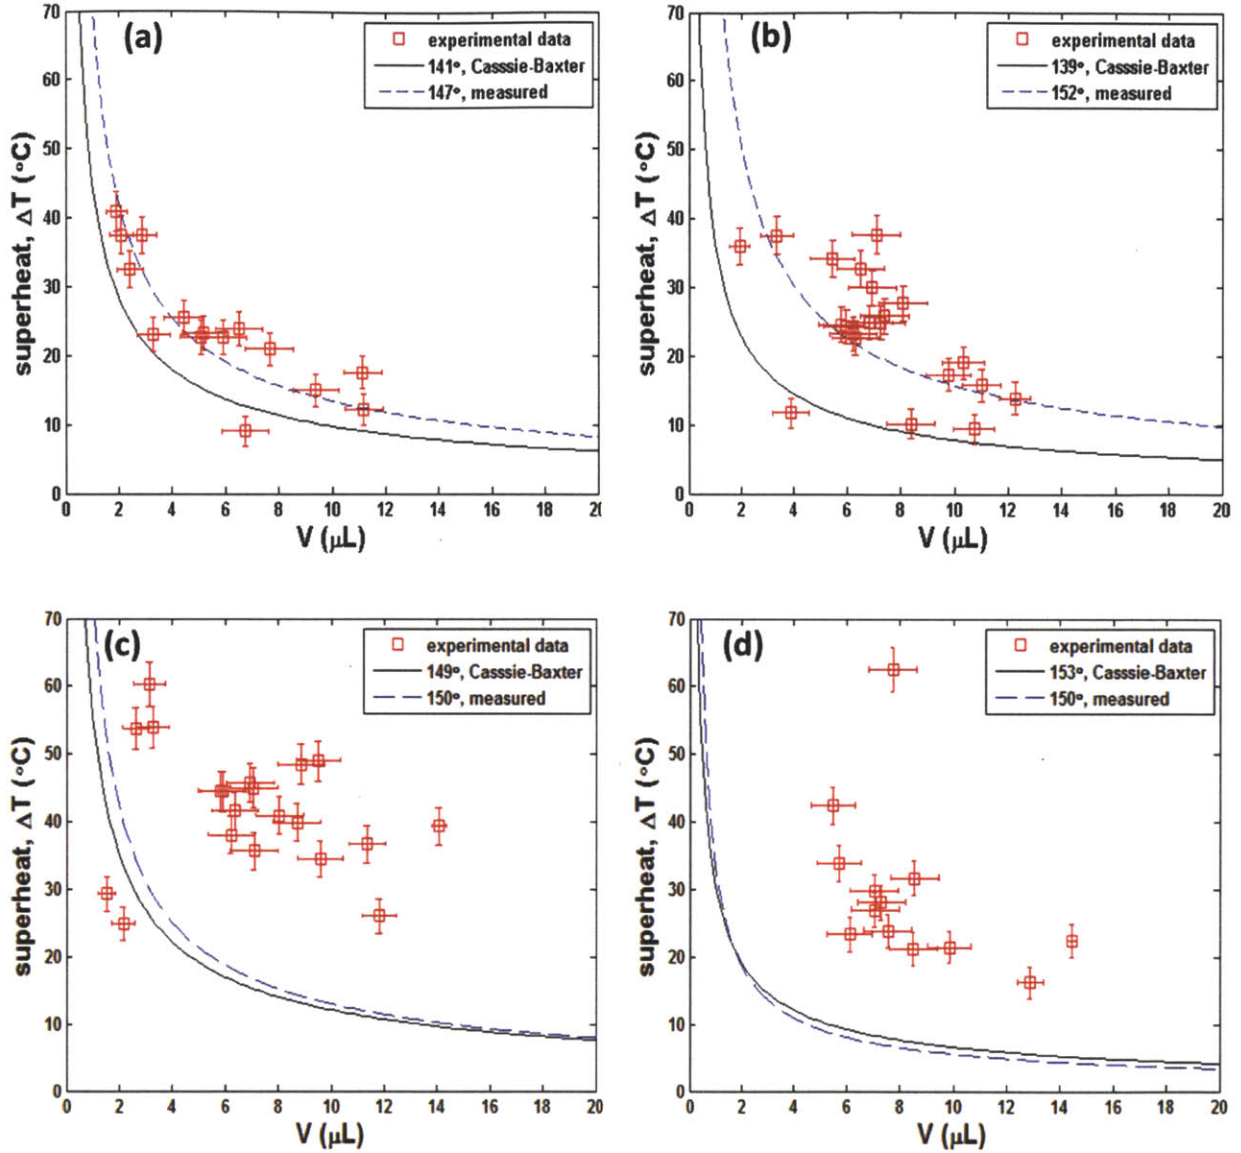 (a)
experimental data
141°, Casssie-Baxter
147°, measured
70
60
50
40
30
20
10
0
superheat, ΔT (°C)
0 2 4 6 8 10 12 14 16 18 20
V (μL)
(b)
experimental data
139°, Casssie-Baxter
152°, measured
70
60
50
40
30
20
10
0
superheat, ΔT (°C)
0 2 4 6 8 10 12 14 16 18 20
V (μL)
(c)
experimental data
149°, Casssie-Baxter
150°, measured
70
60
50
40
30
20
10
0
superheat, ΔT (°C)
0 2 4 6 8 10 12 14 16 18 20
V (μL)
(d)
experimental data
153°, Casssie-Baxter
150°, measured
70
60
50
40
30
20
10
0
superheat, ΔT (°C)
0 2 4 6 8 10 12 14 16 18 20
V (μL)